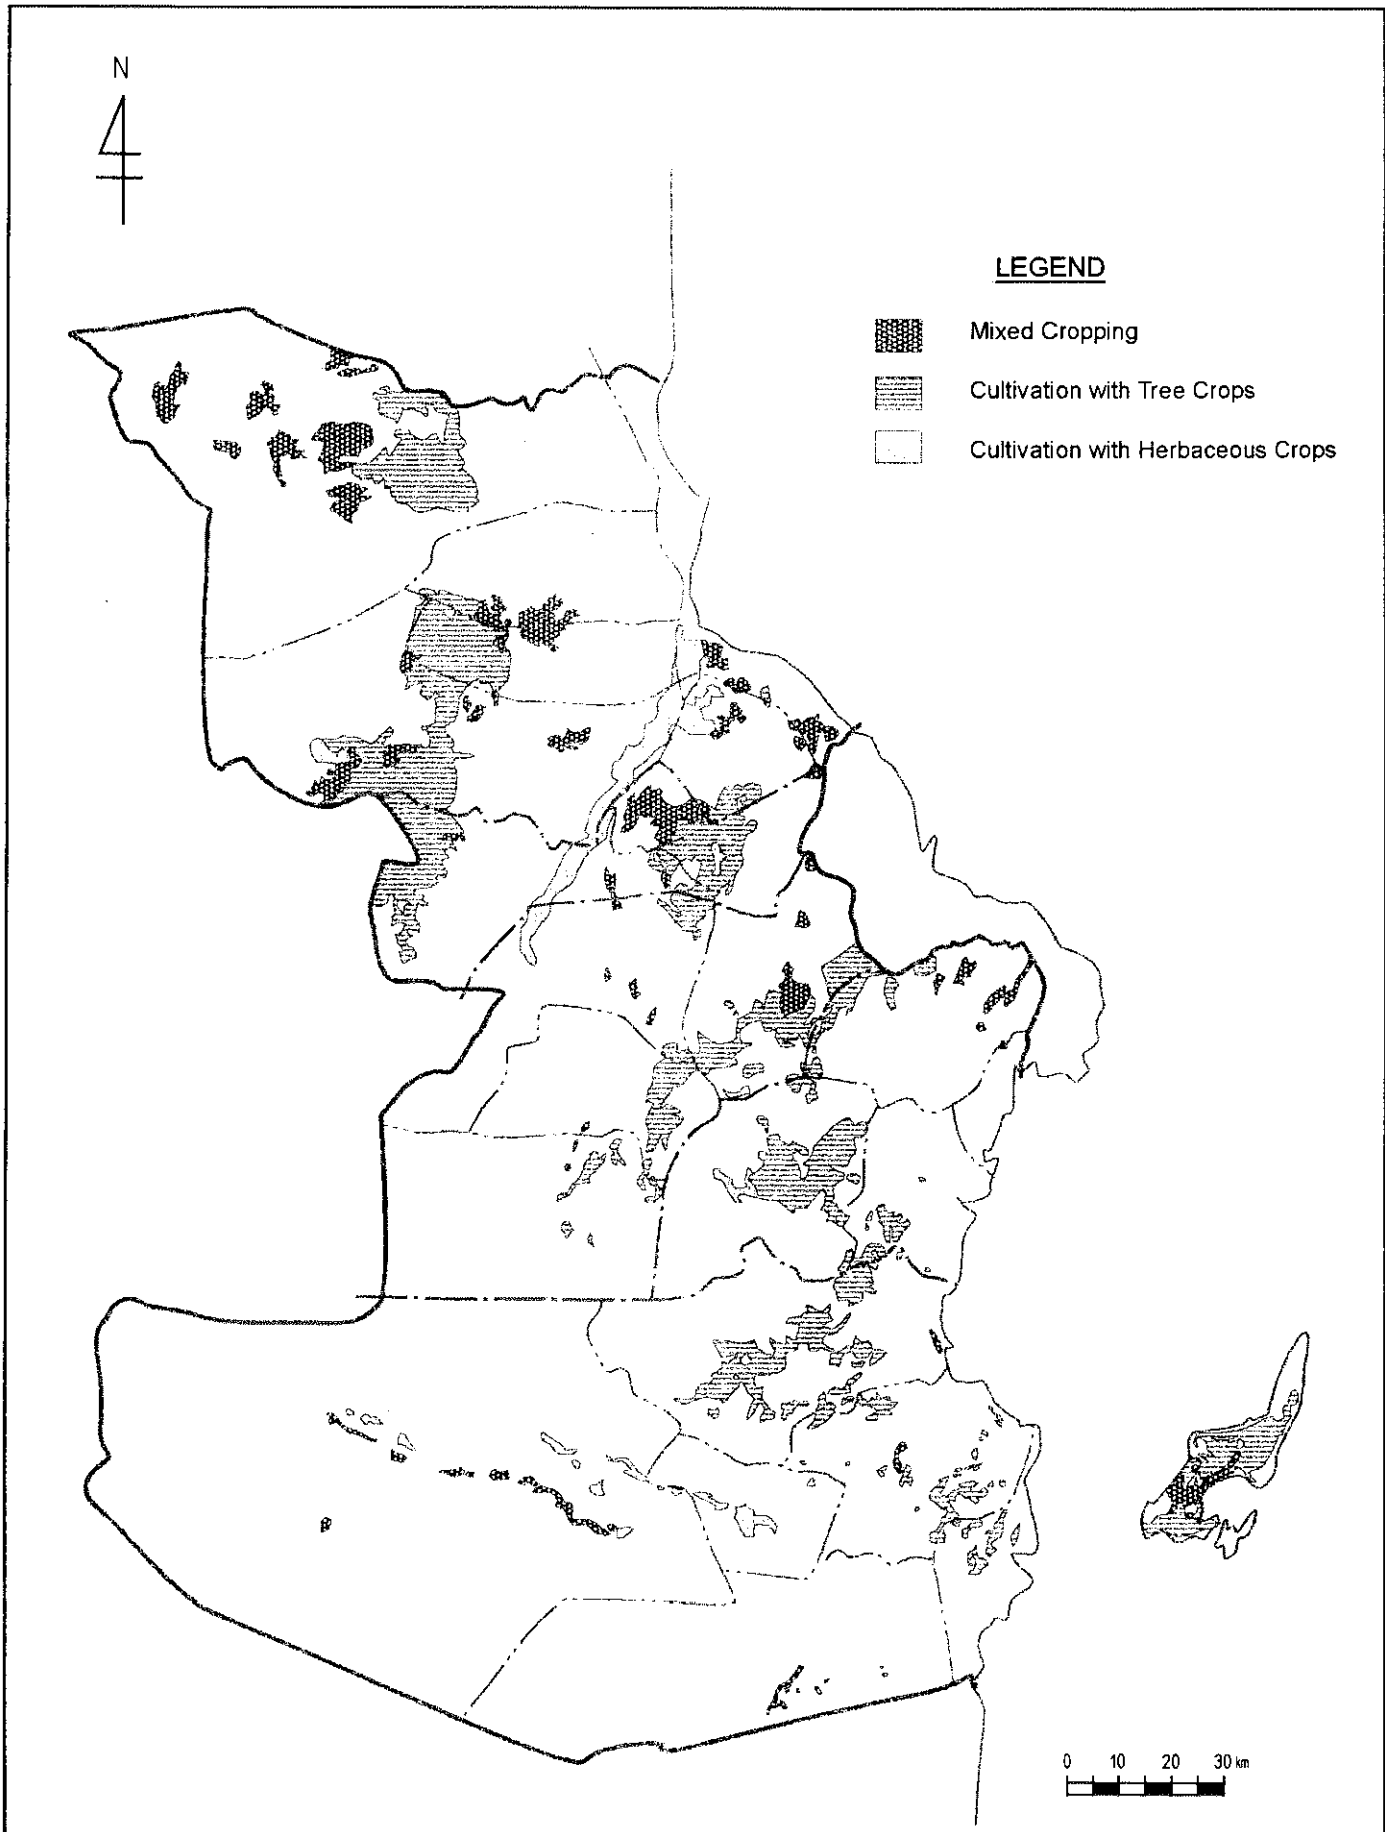 N
LEGEND
Mixed Cropping
Cultivation with Tree Crops
Cultivation with Herbaceous Crops
0 10 20 30 km